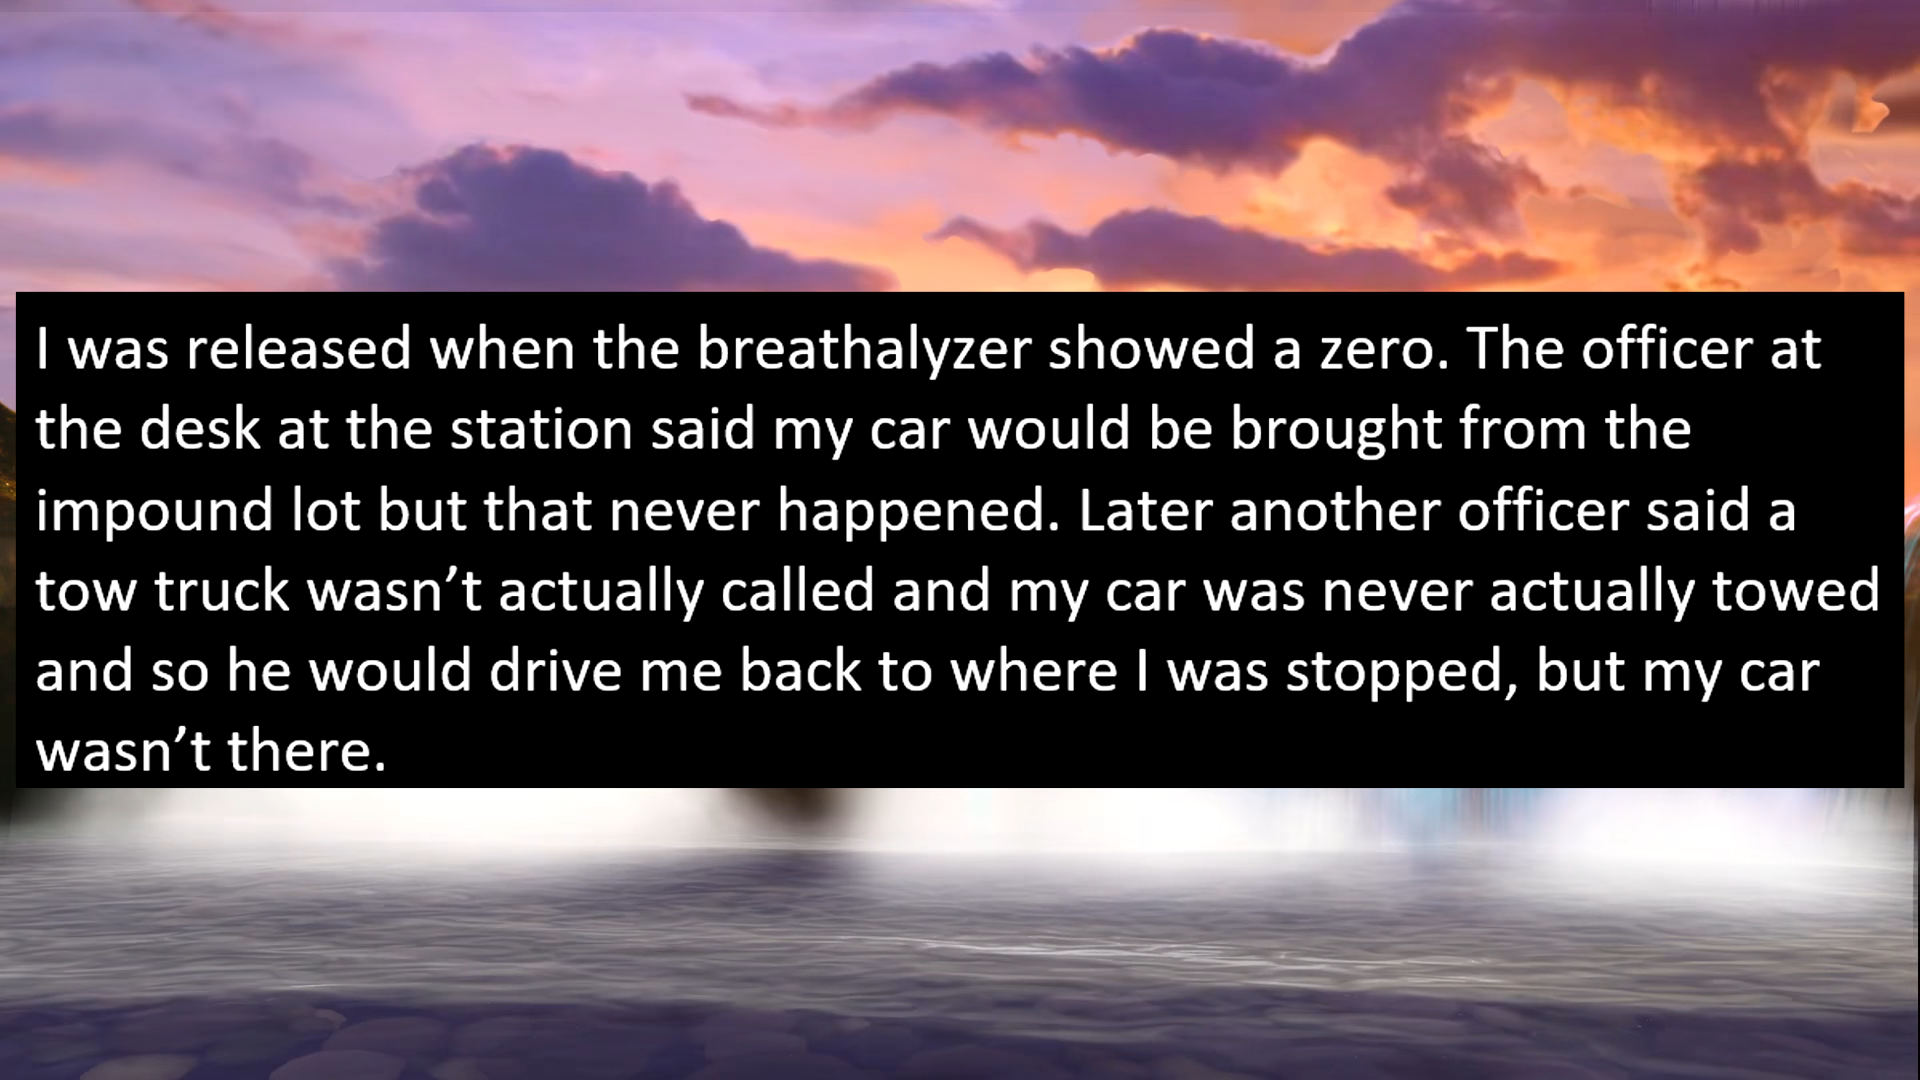 I was released when the breathalyzer showed a zero. The officer at
the desk at the station said my car would be brought from the
impound lot but that never happened. Later another officer said a
tow truck wasn’t actually called and my car was never actually towed
and so he would drive me back to where I was stopped, but my car
wasn’t there.